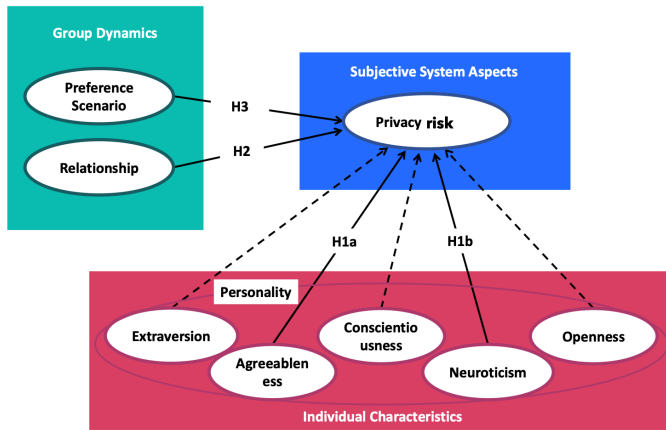 Group Dynamics
Preference
Scenario
Relationship
H3
H2
Subjective System Aspects
Privacy risk
H1a
H1b
Personality
Extraversion
Agreeablen
ess
Conscientio
usness
Neuroticism
Openness
Individual Characteristics